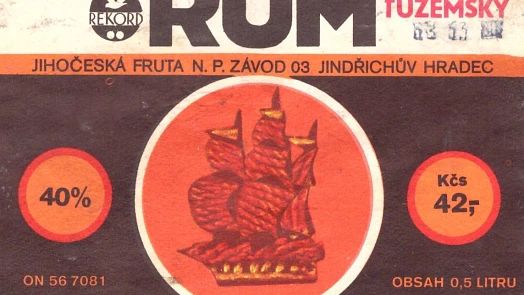 REKORD
RUM
TUZEMSKÝ
JIHOČESKÁ FRUTA N. P. ZÁVOD 03 JINDŘICHŮV HRADEC
40%
Kčs
42,-
ON 56 7081
OBSAH 0,5 LITRU